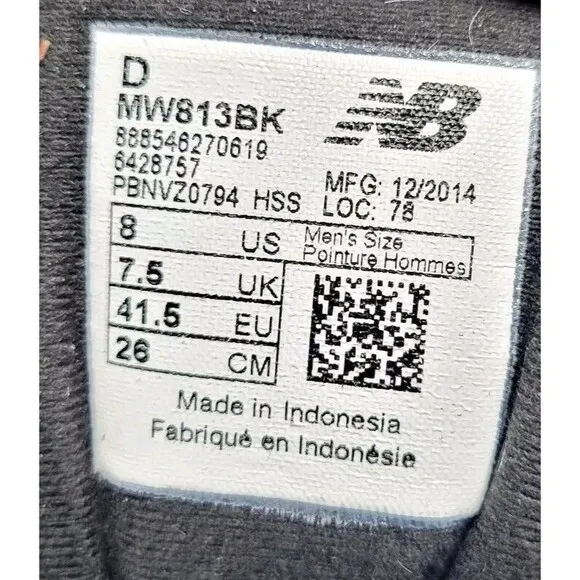 D
MW813BK
NB
888546270619
6428757
PBNVZ0794 HSS
MFG: 12/2014
LOC: 78
8 US
Men's Size
Pointure Hommes
7.5 UK
41.5 EU
26 CM
Made in Indonesia
Fabriqué en Indonésie